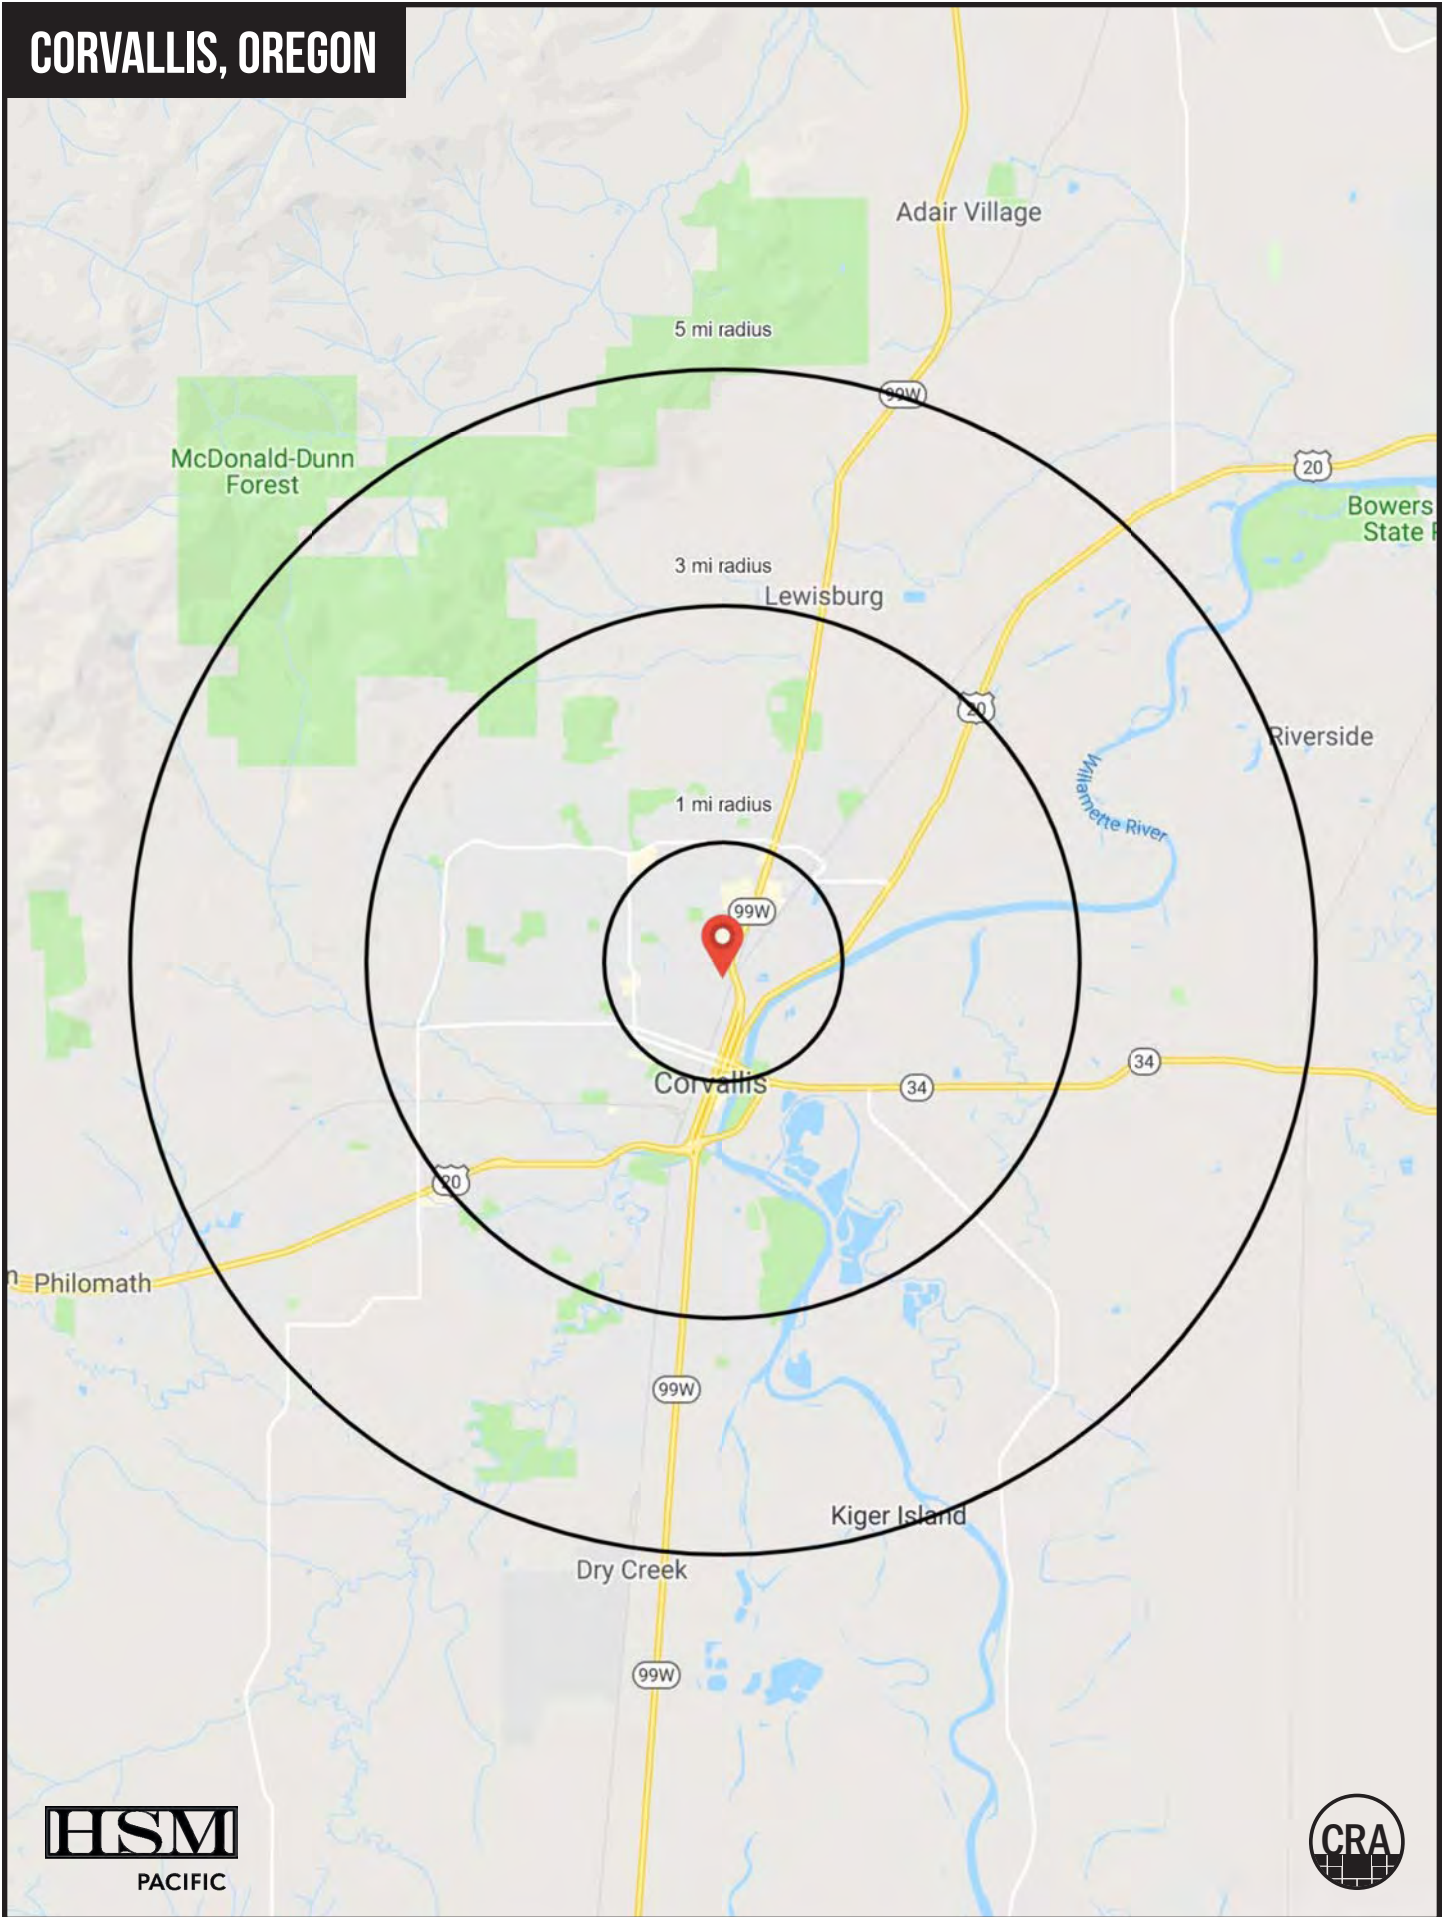 CORVALLIS, OREGON
Adair Village
5 mi radius
99W
McDonald-Dunn
Forest
20
Bowers
State
3 mi radius
Lewisburg
20
Riverside
Willamette River
1 mi radius
99W
34
34
Corvallis
20
n
Philomath
99W
Kiger Island
Dry Creek
99W
HSM
PACIFIC
CRA